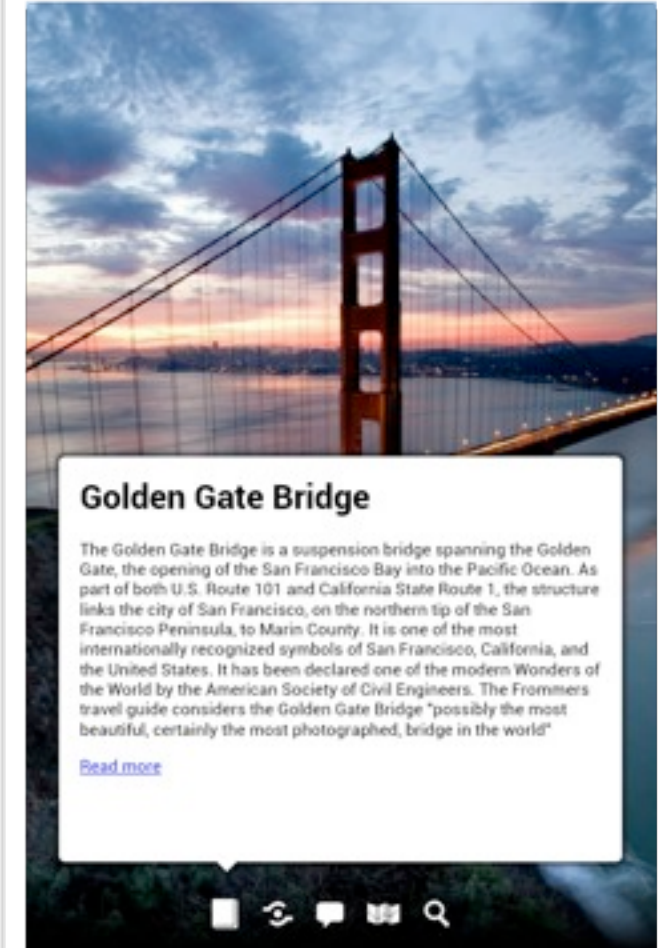 Golden Gate Bridge
The Golden Gate Bridge is a suspension bridge spanning the Golden
Gate, the opening of the San Francisco Bay into the Pacific Ocean. As
part of both U.S. Route 101 and California State Route 1, the structure
links the city of San Francisco, on the northern tip of the San
Francisco Peninsula, to Marin County. It is one of the most
internationally recognized symbols of San Francisco, California, and
the United States. It has been declared one of the modern Wonders of
the World by the American Society of Civil Engineers. The Frommers
travel guide considers the Golden Gate Bridge "possibly the most
beautiful, certainly the most photographed, bridge in the world"
Read more